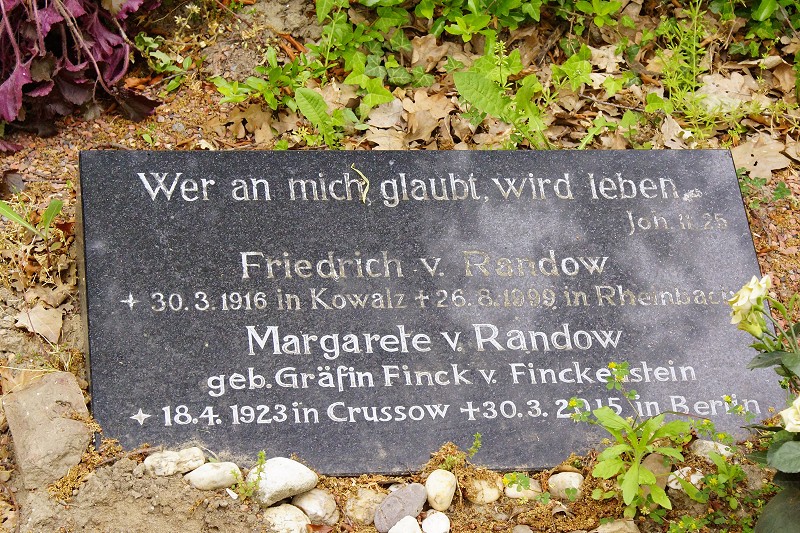 Wer an mich glaubt, wird leben.
Joh. 11. 25
Friedrich v. Randow
✢ 30. 3. 1916 in Kowalz + 26. 8. 1999 in Rheinbach
Margarete v. Randow
geb. Gräfin Finck v. Finckenstein
✢ 18. 4. 1923 in Crussow + 30. 3. 2015 in Berlin